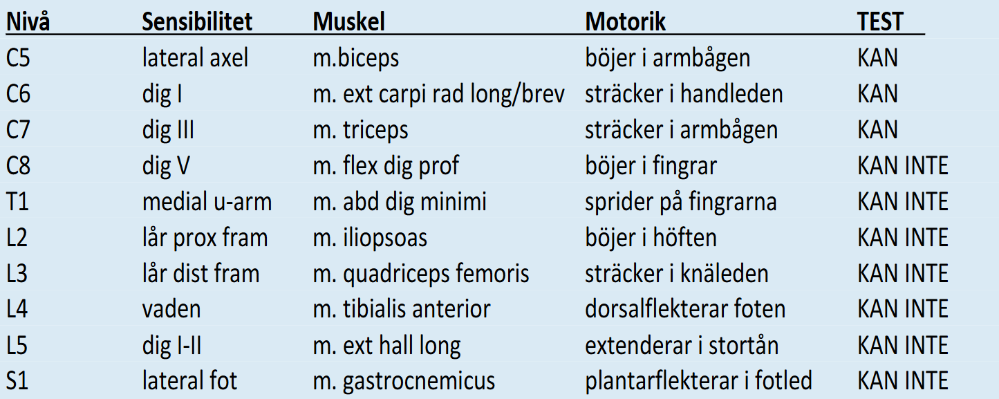 Nivå Sensibilitet Muskel Motorik TEST
C5 lateral axel m.biceps böjer i armbågen KAN
C6 dig I m. ext carpi rad long/brev sträcker i handleden KAN
C7 dig III m. triceps sträcker i armbågen KAN
C8 dig V m. flex dig prof böjer i fingrar KAN INTE
T1 medial u-arm m. abd dig minimi sprider på fingrarna KAN INTE
L2 lår prox fram m. iliopsoas böjer i höften KAN INTE
L3 lår dist fram m. quadriceps femoris sträcker i knäleden KAN INTE
L4 vaden m. tibialis anterior dorsalflekterar foten KAN INTE
L5 dig I-II m. ext hall long extenderar i stortån KAN INTE
S1 lateral fot m. gastrocnemicus plantarflekterar i fotled KAN INTE